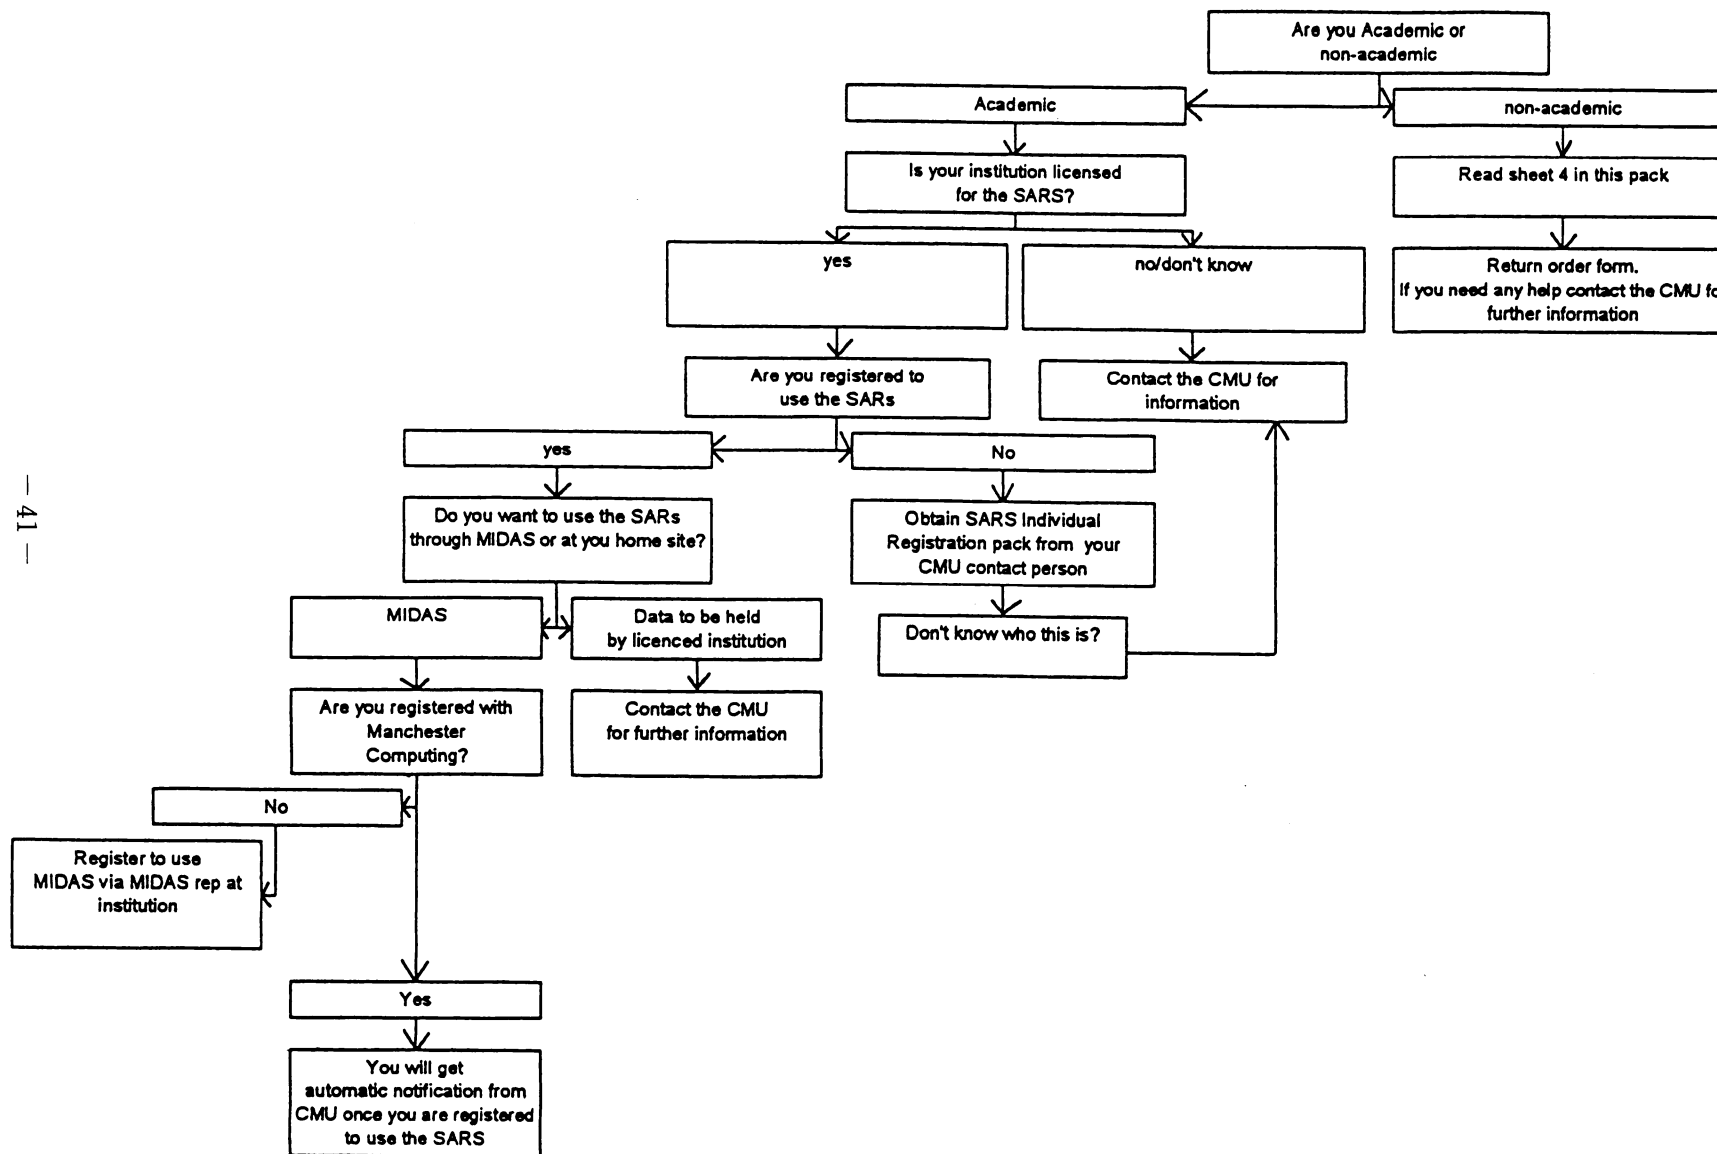 Are you Academic or
non-academic
Academic
non-academic
Is your institution licensed
for the SARS?
Read sheet 4 in this pack
yes
no/don't know
Return order form.
If you need any help contact the CMU fo
further information
Are you registered to
use the SARs
Contact the CMU for
information
yes
No
Do you want to use the SARs
through MIDAS or at you home site?
Obtain SARS Individual
Registration pack from your
CMU contact person
MIDAS
Data to be held
by licenced institution
Don't know who this is?
Are you registered with
Manchester
Computing?
Contact the CMU
for further information
No
Register to use
MIDAS via MIDAS rep at
institution
Yes
You will get
automatic notification from
CMU once you are registered
to use the SARS
— 41 —